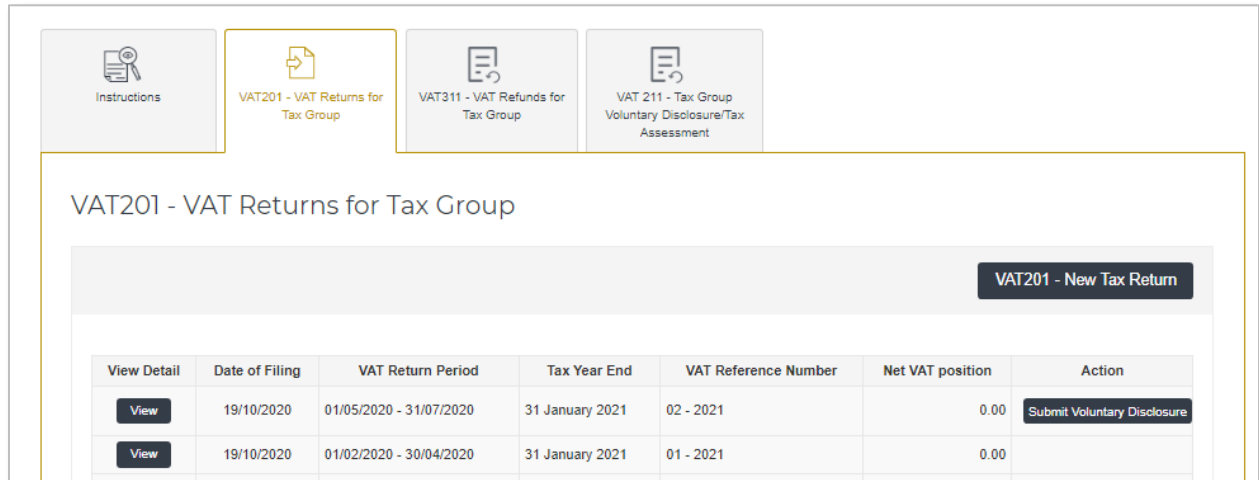 Instructions
VAT201 - VAT Returns for
Tax Group
VAT311 - VAT Refunds for
Tax Group
VAT 211 - Tax Group
Voluntary Disclosure/Tax
Assessment
VAT201 - VAT Returns for Tax Group
VAT201 - New Tax Return
View Detail Date of Filing VAT Return Period Tax Year End VAT Reference Number Net VAT position Action
View 19/10/2020 01/05/2020 - 31/07/2020 31 January 2021 02 - 2021 0.00 Submit Voluntary Disclosure
View 19/10/2020 01/02/2020 - 30/04/2020 31 January 2021 01 - 2021 0.00